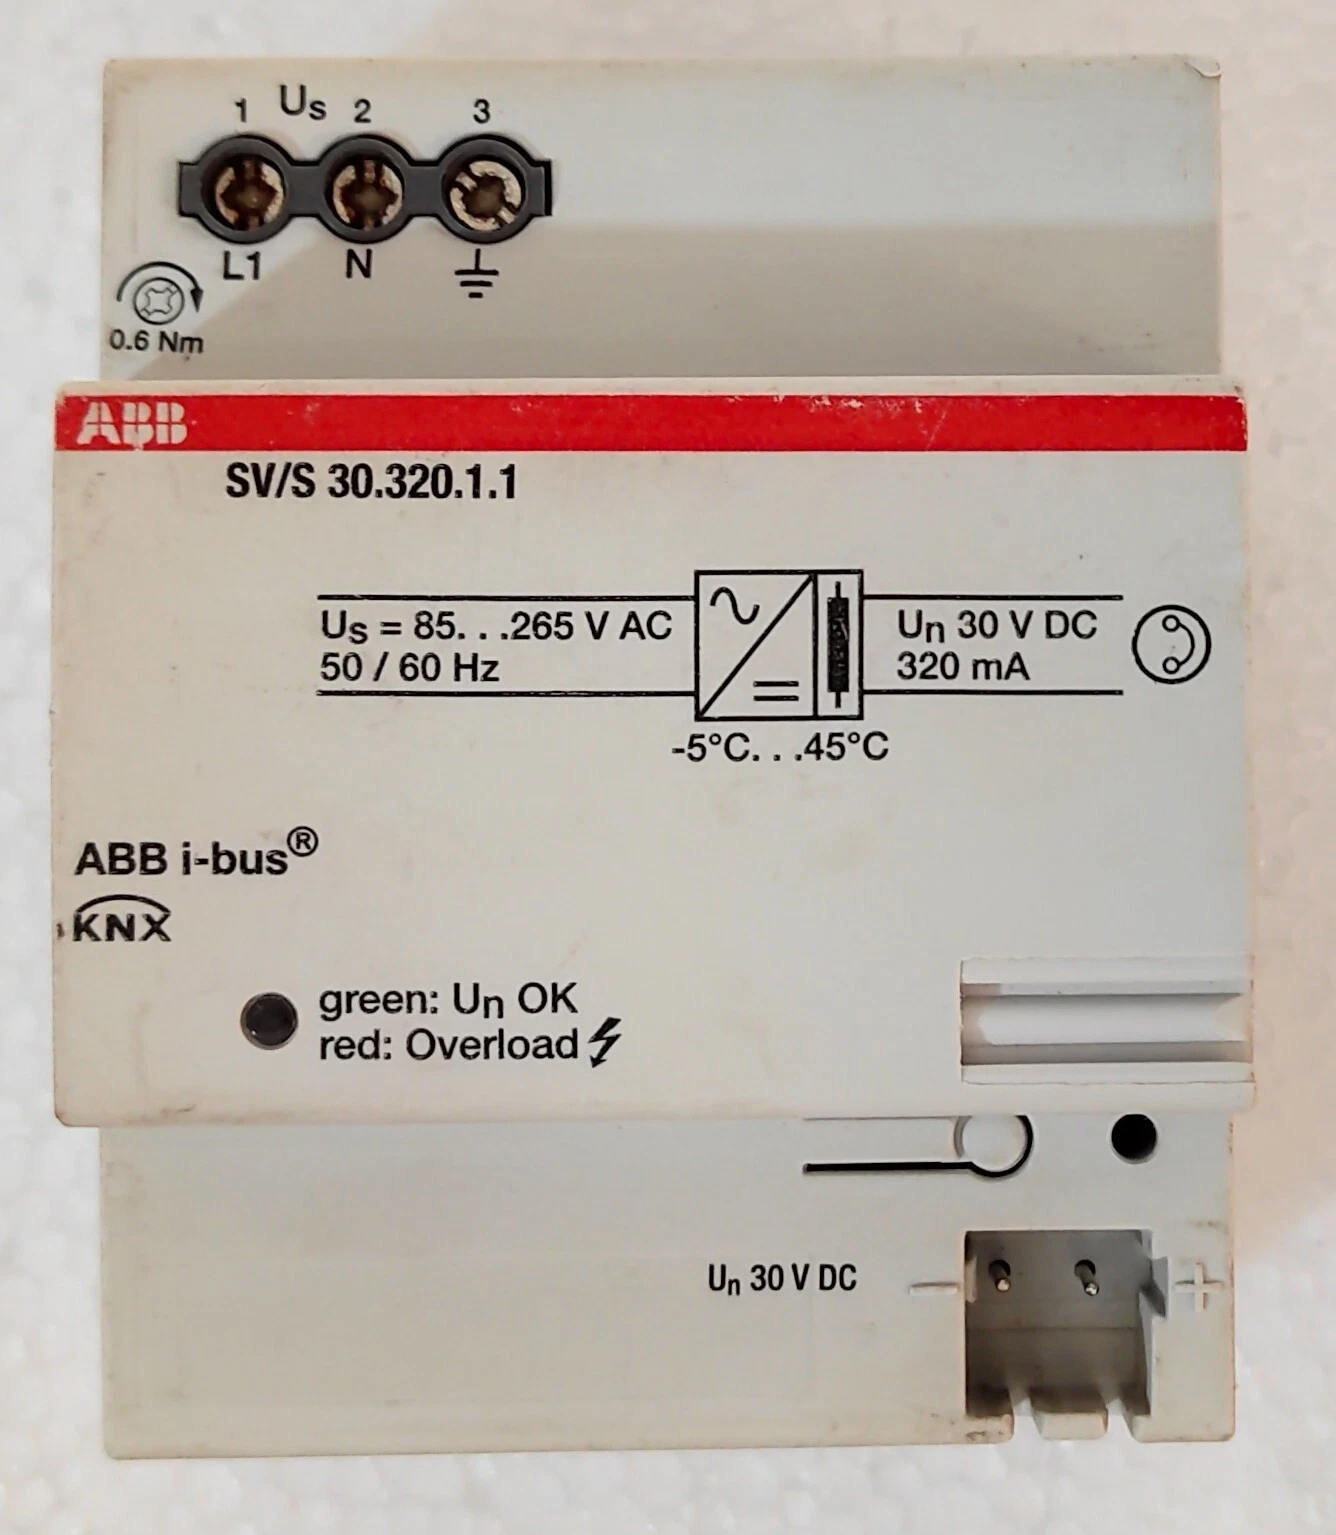 1 Us 2 3
L1 N
0.6 Nm
ABB
SV/S 30.320.1.1
Us = 85. . .265 V AC
50 / 60 Hz
Un 30 V DC
320 mA
-5°C. . .45°C
ABB i-bus®
KNX
green: Un OK
red: Overload
Un 30 V DC
− +